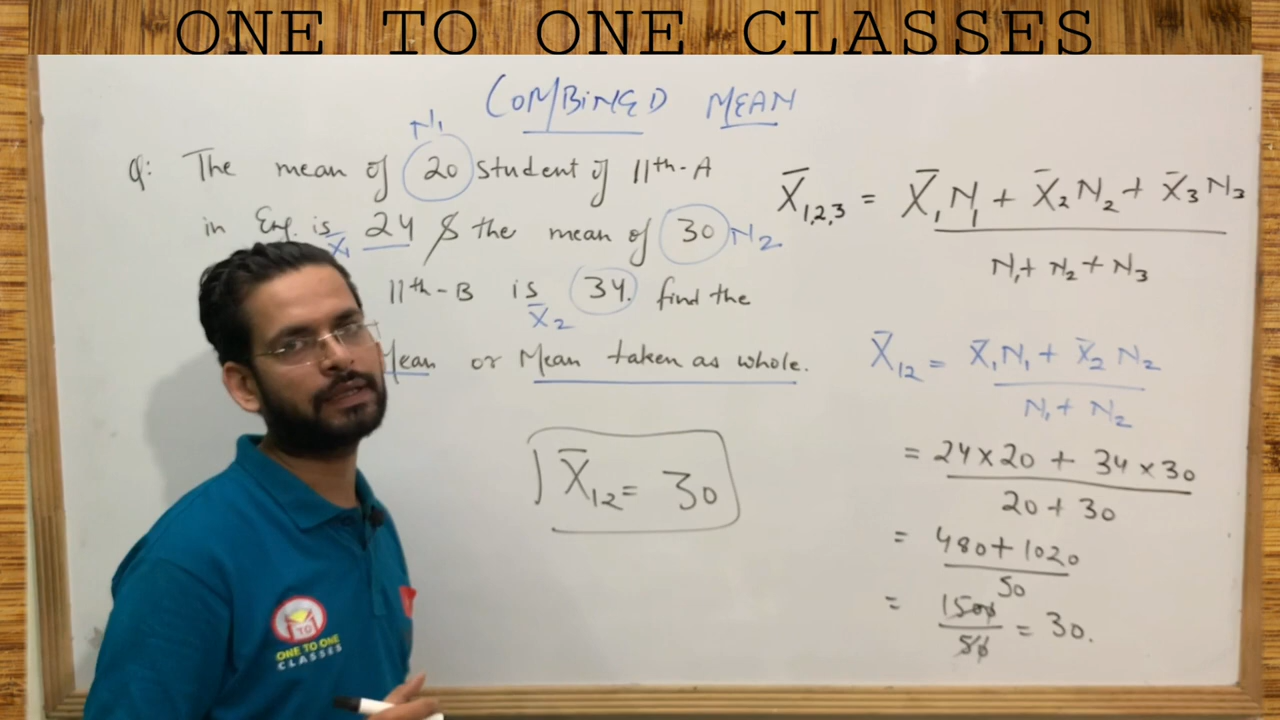 ONE TO ONE CLASSES
COMBINED MEAN
N₁
Q: The mean of 20 student of 11th-A
in Eng. is 24 & the mean of 30 N₂
X̄₁
11th-B is 34. find the
X̄₂
Mean or Mean taken as whole.
X̄₁₂ = 30
X̄₁,₂,₃ = X̄₁N₁ + X̄₂N₂ + X̄₃N₃
N₁ + N₂ + N₃
X̄₁₂ = X̄₁N₁ + X̄₂N₂
N₁ + N₂
= 24×20 + 34×30
20 + 30
= 480 + 1020
50
= 1500
50
= 30.
TO
ONE TO ONE
CLASSES